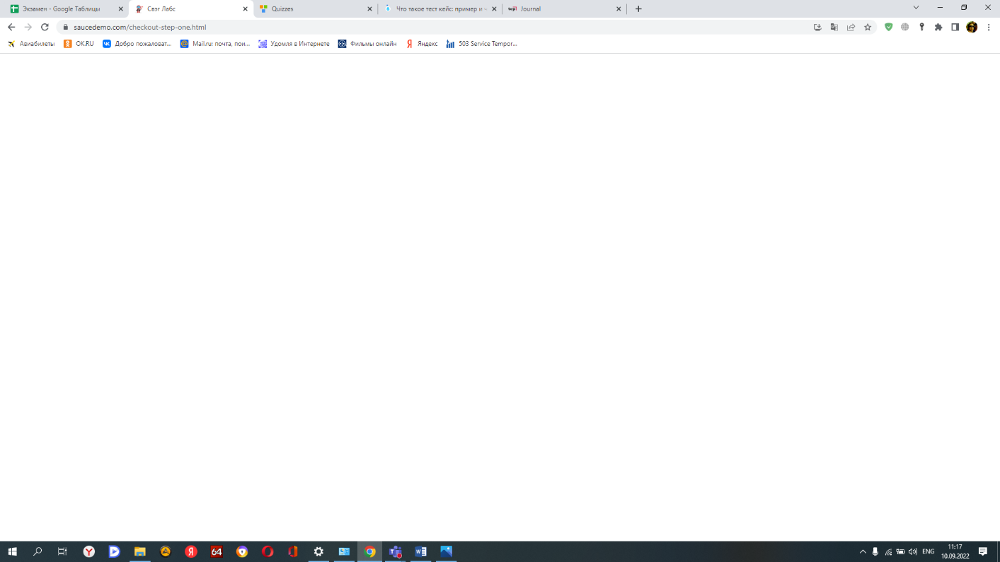 Экзамен - Google Таблицы
Свэг Лабс
Quizzes
Что такое тест кейс: пример и ч
Journal
saucedemo.com/checkout-step-one.html
Авиабилеты
OK.RU
Добро пожаловат...
Mail.ru: почта, пои...
Удомля в Интернете
Фильмы онлайн
Яндекс
503 Service Tempor...
64
ENG
11:17
10.09.2022